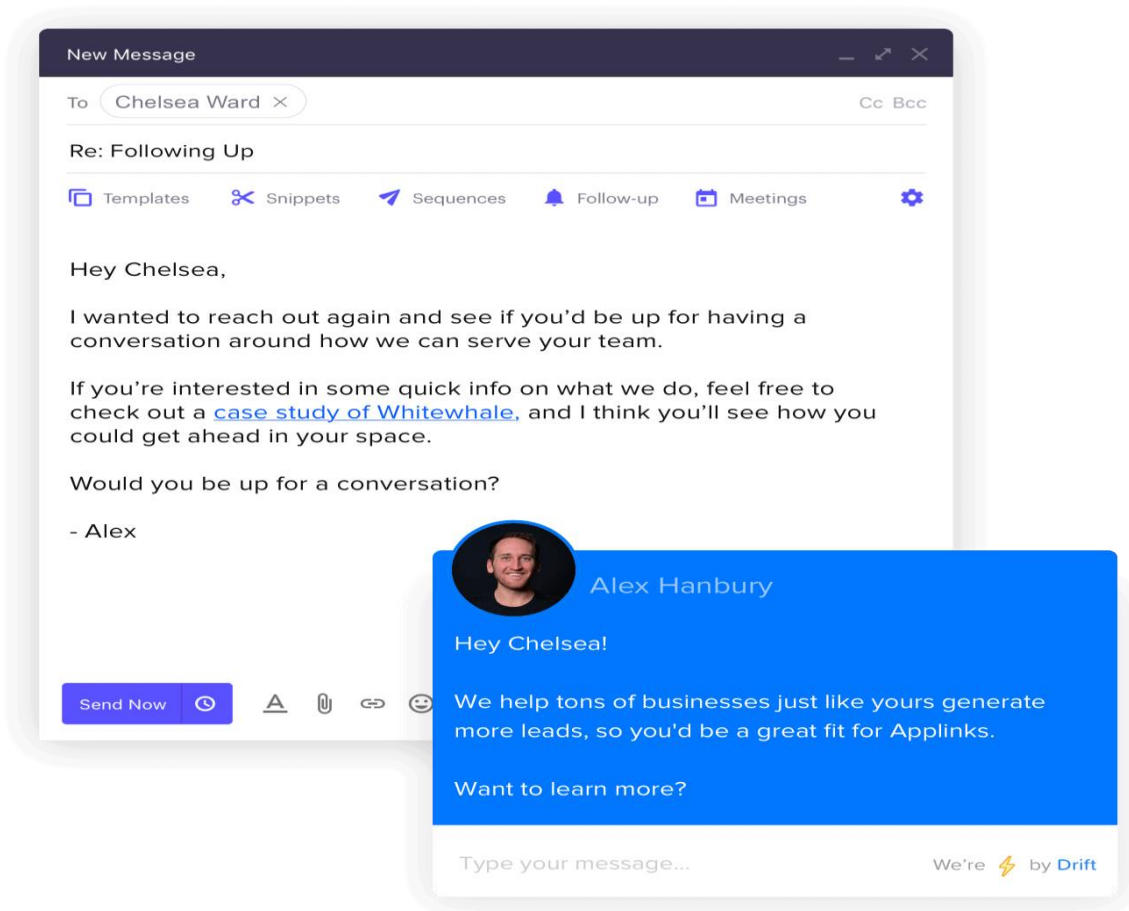 New Message
To Chelsea Ward × Cc Bcc
Re: Following Up
Templates Snippets Sequences Follow-up Meetings
Hey Chelsea,
I wanted to reach out again and see if you’d be up for having a
conversation around how we can serve your team.
If you’re interested in some quick info on what we do, feel free to
check out a case study of Whitewhale, and I think you’ll see how you
could get ahead in your space.
Would you be up for a conversation?
- Alex
Send Now
Alex Hanbury
Hey Chelsea!
We help tons of businesses just like yours generate
more leads, so you'd be a great fit for Applinks.
Want to learn more?
Type your message...
We’re ⚡ by Drift